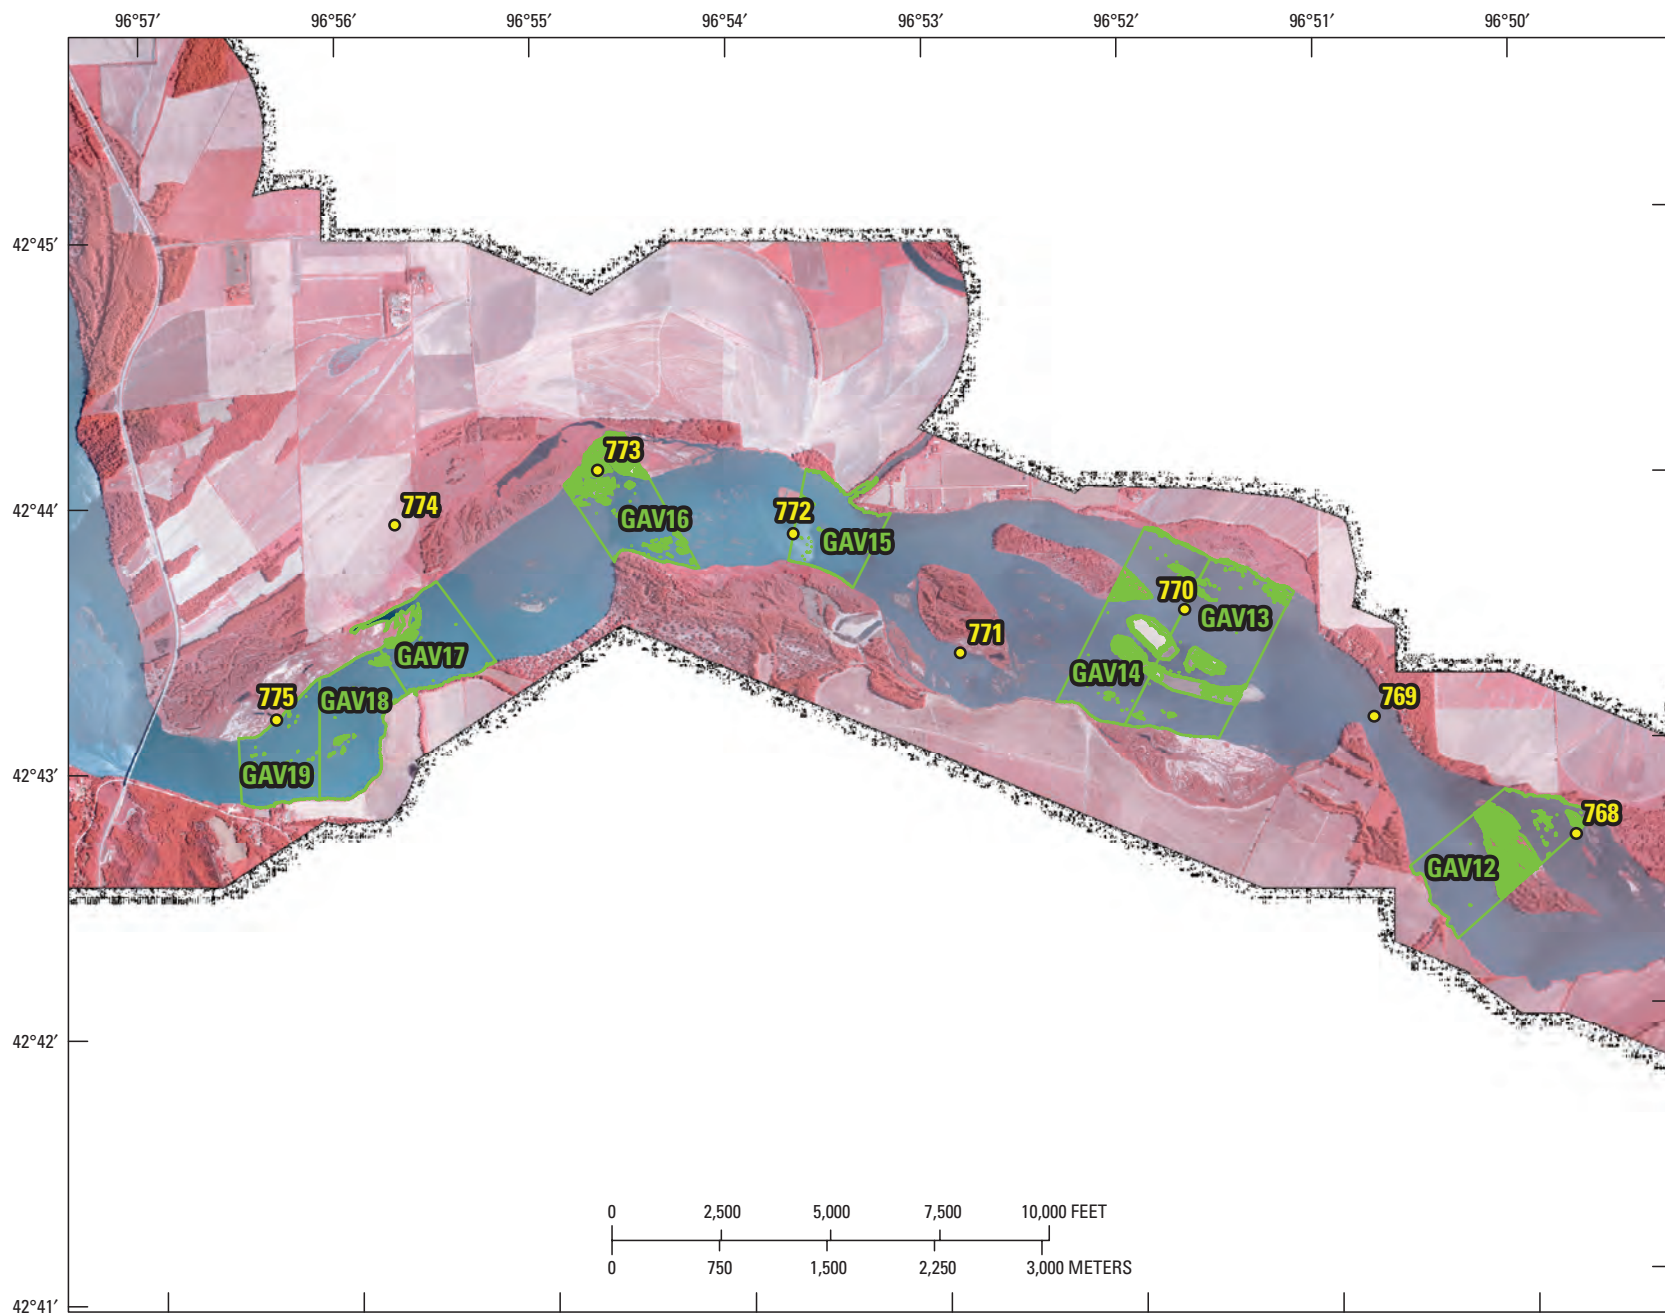 96°57′ 96°56′ 96°55′ 96°54′ 96°53′ 96°52′ 96°51′ 96°50′
42°45′
773
774
42°44′
GAV16
772
GAV15
770
GAV13
771
GAV17
GAV14
775
GAV18
769
42°43′
GAV19
768
GAV12
42°42′
0 2,500 5,000 7,500 10,000 FEET
0 750 1,500 2,250 3,000 METERS
42°41′